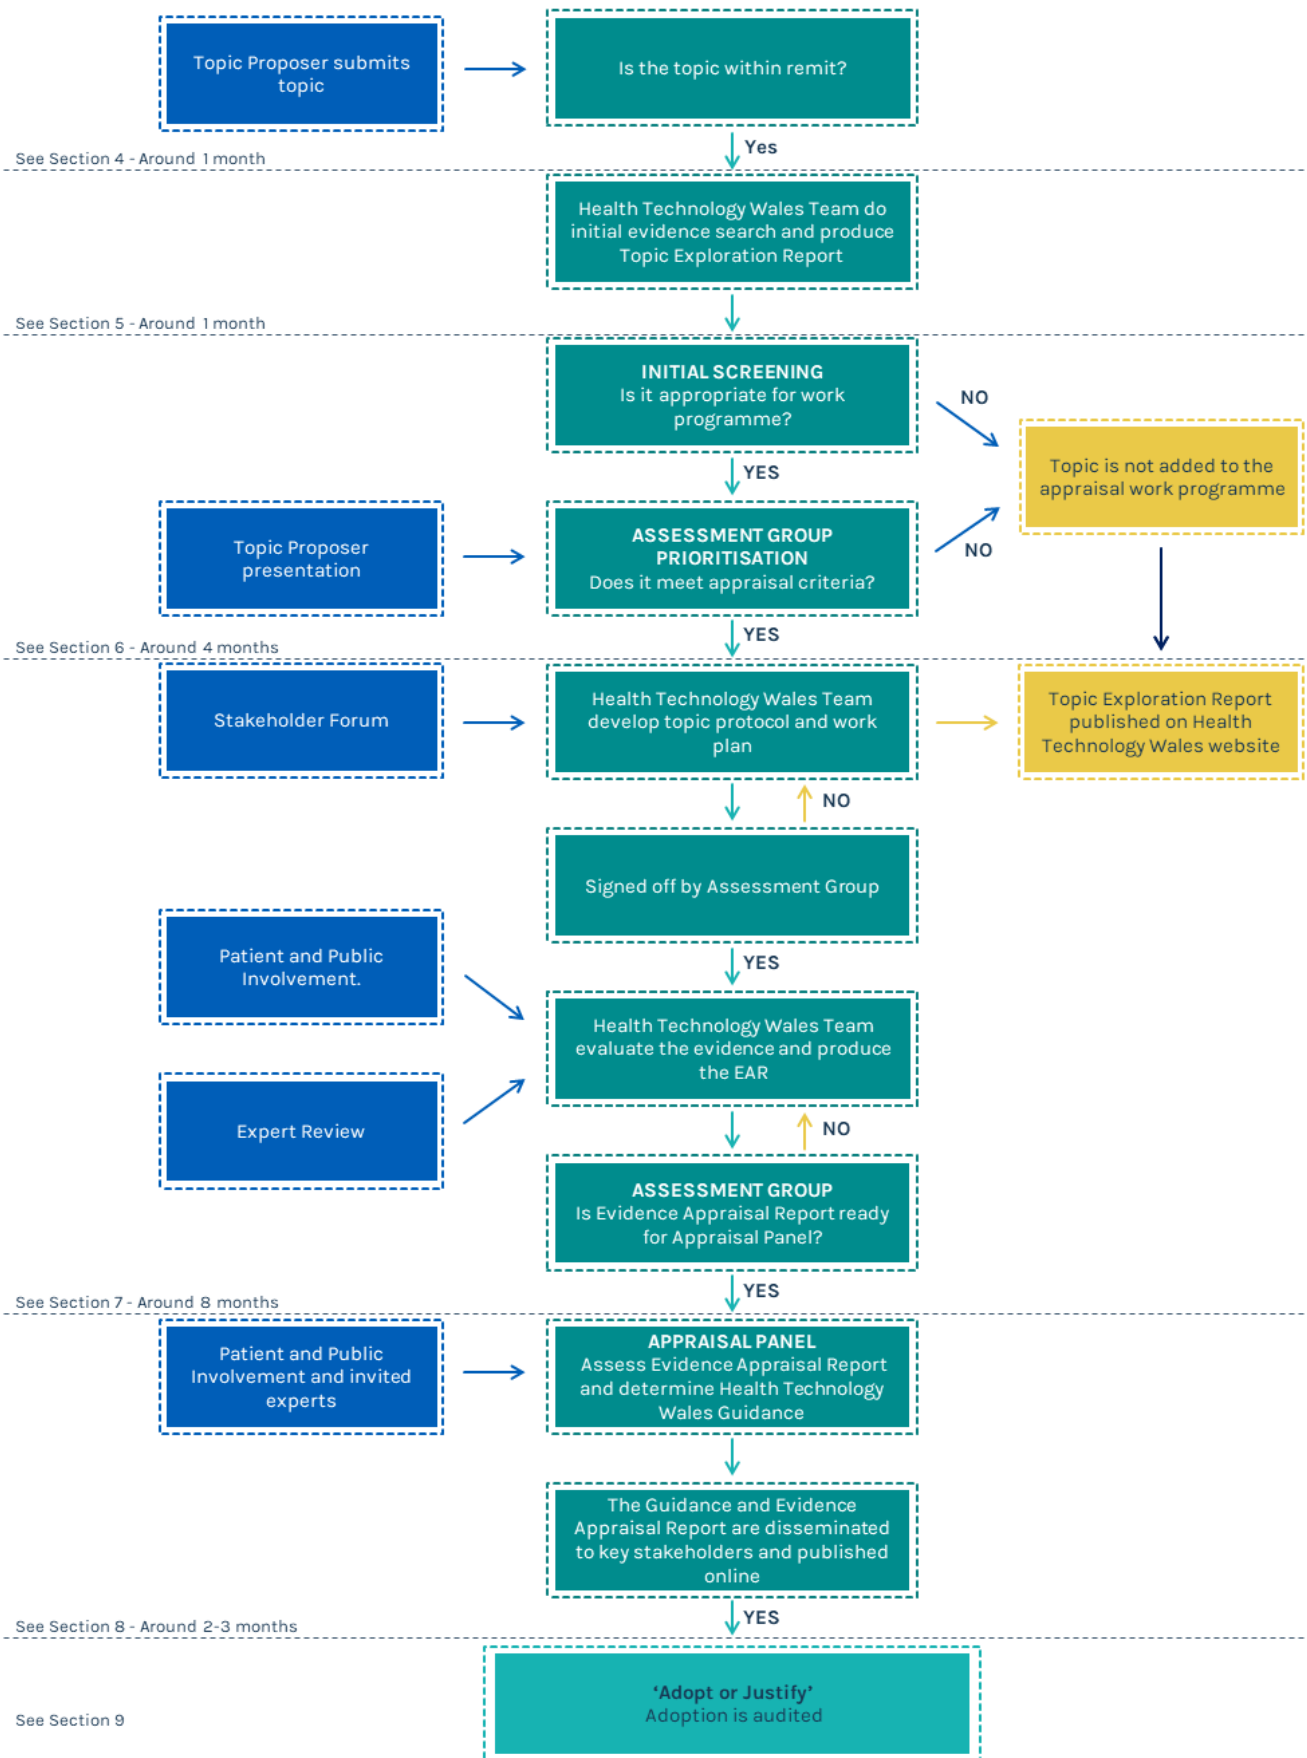 Topic Proposer submits
topic
Is the topic within remit?
Yes
See Section 4 - Around 1 month
Health Technology Wales Team do
initial evidence search and produce
Topic Exploration Report
See Section 5 - Around 1 month
INITIAL SCREENING
Is it appropriate for work
programme?
NO
Topic is not added to the
appraisal work programme
YES
Topic Proposer
presentation
ASSESSMENT GROUP
PRIORITISATION
Does it meet appraisal criteria?
NO
YES
See Section 6 - Around 4 months
Stakeholder Forum
Health Technology Wales Team
develop topic protocol and work
plan
Topic Exploration Report
published on Health
Technology Wales website
NO
Signed off by Assessment Group
YES
Patient and Public
Involvement.
Health Technology Wales Team
evaluate the evidence and produce
the EAR
Expert Review
NO
ASSESSMENT GROUP
Is Evidence Appraisal Report ready
for Appraisal Panel?
YES
See Section 7 - Around 8 months
Patient and Public
Involvement and invited
experts
APPRAISAL PANEL
Assess Evidence Appraisal Report
and determine Health Technology
Wales Guidance
The Guidance and Evidence
Appraisal Report are disseminated
to key stakeholders and published
online
YES
See Section 8 - Around 2-3 months
‘Adopt or Justify’
Adoption is audited
See Section 9